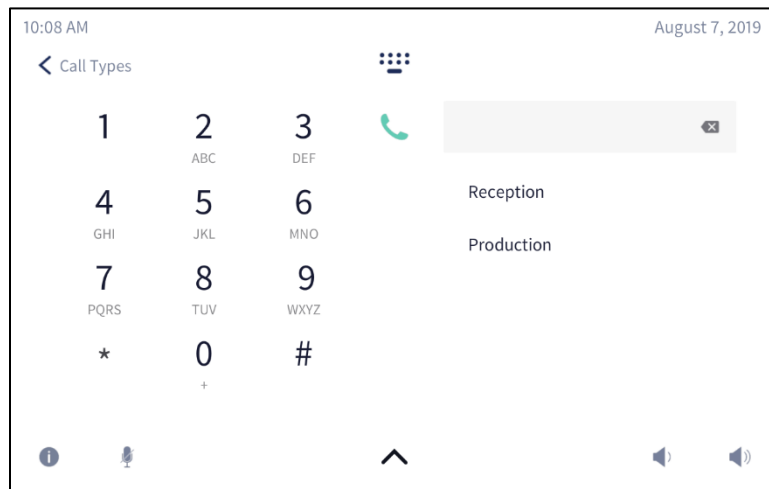 10:08 AM August 7, 2019
Call Types
1 2 3
ABC DEF
4 5 6
GHI JKL MNO
7 8 9
PQRS TUV WXYZ
* 0 #
+
Reception
Production